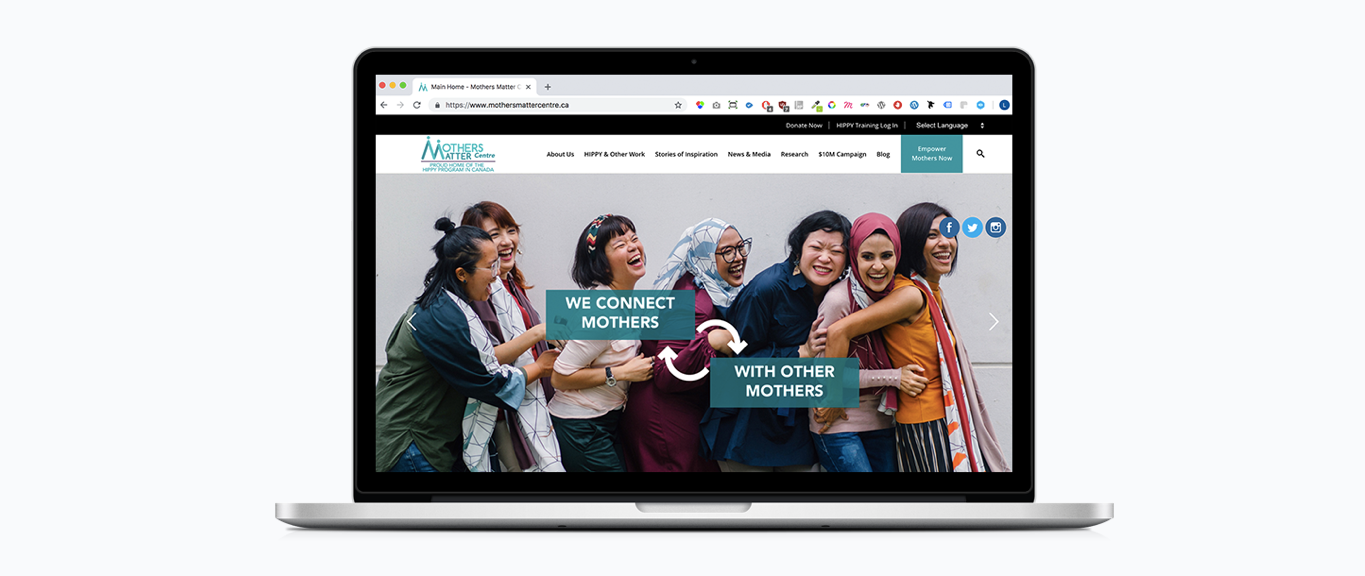 Main Home - Mothers Matter C
https://www.mothersmattercentre.ca
Donate Now | HIPPY Training Log In | Select Language
MOTHERS
MATTER Centre
PROUD HOME OF THE
HIPPY PROGRAM IN CANADA
About Us HIPPY & Other Work Stories of Inspiration News & Media Research $10M Campaign Blog
Empower
Mothers Now
WE CONNECT
MOTHERS
WITH OTHER
MOTHERS